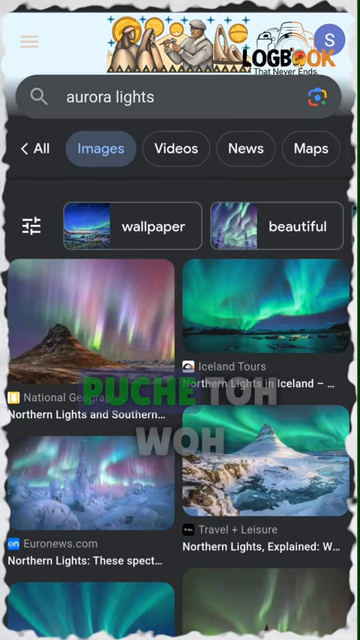 LOGBOOK
That Never Ends.
S
aurora lights
All
Images
Videos
News
Maps
wallpaper
beautiful
Iceland Tours
Northern Lights in Iceland – ...
National Geograp
Northern Lights and Southern...
PUCHE TOH
WOH
Travel + Leisure
Northern Lights, Explained: W...
Euronews.com
Northern Lights: These spect...